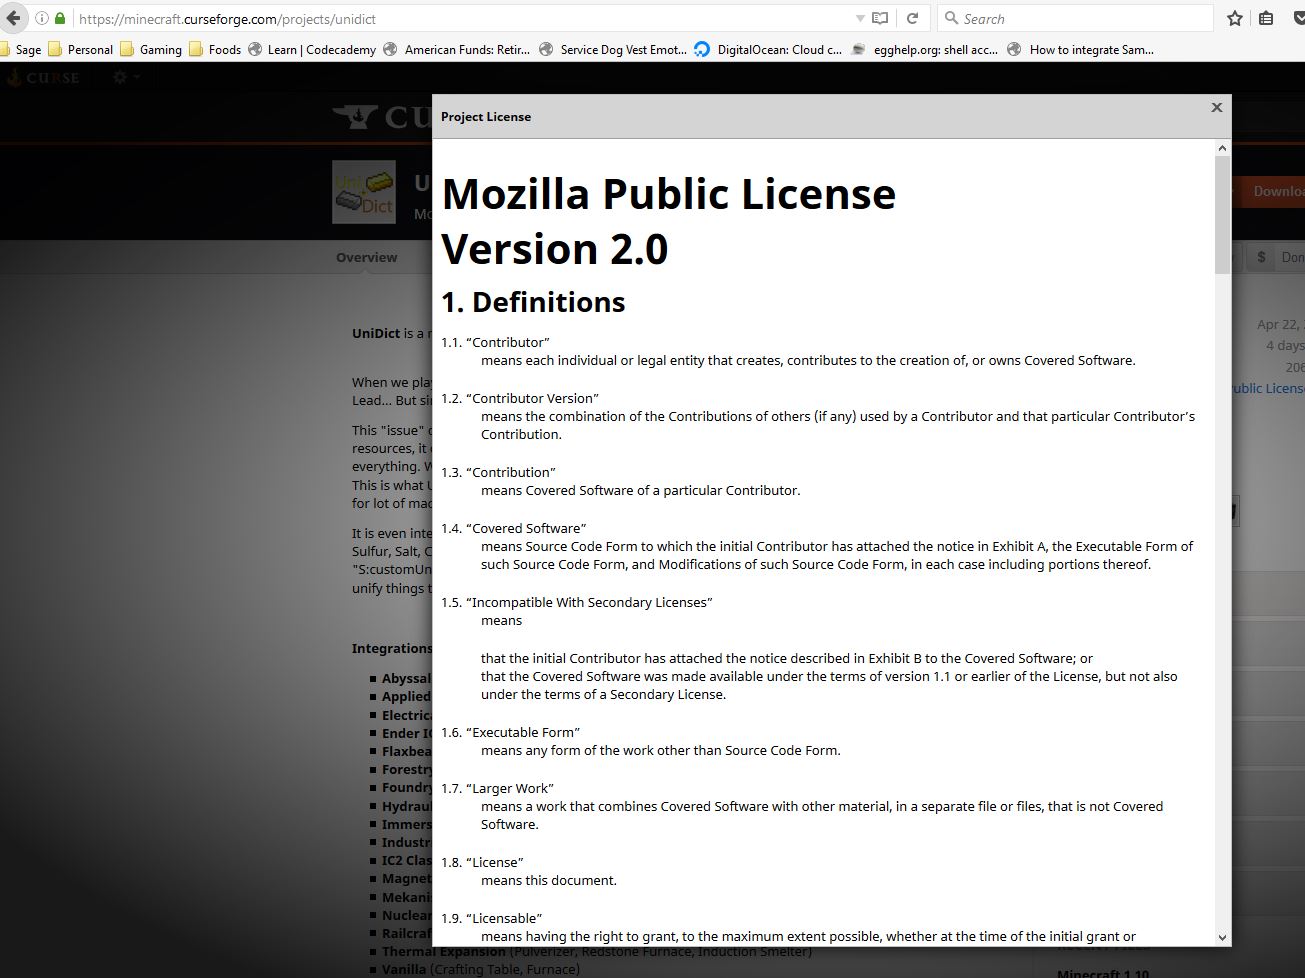 https://minecraft.curseforge.com/projects/unidict
Search
Sage Personal Gaming Foods Learn | Codecademy American Funds: Retir... Service Dog Vest Emot... DigitalOcean: Cloud c... egghelp.org: shell acc... How to integrate Sam...
CURSE
CU
Project License
Mozilla Public License
Version 2.0
1. Definitions
1.1. “Contributor”
means each individual or legal entity that creates, contributes to the creation of, or owns Covered Software.
1.2. “Contributor Version”
means the combination of the Contributions of others (if any) used by a Contributor and that particular Contributor’s
Contribution.
1.3. “Contribution”
means Covered Software of a particular Contributor.
1.4. “Covered Software”
means Source Code Form to which the initial Contributor has attached the notice in Exhibit A, the Executable Form of
such Source Code Form, and Modifications of such Source Code Form, in each case including portions thereof.
1.5. “Incompatible With Secondary Licenses”
means
that the initial Contributor has attached the notice described in Exhibit B to the Covered Software; or
that the Covered Software was made available under the terms of version 1.1 or earlier of the License, but not also
under the terms of a Secondary License.
1.6. “Executable Form”
means any form of the work other than Source Code Form.
1.7. “Larger Work”
means a work that combines Covered Software with other material, in a separate file or files, that is not Covered
Software.
1.8. “License”
means this document.
1.9. “Licensable”
means having the right to grant, to the maximum extent possible, whether at the time of the initial grant or
Uni
Dict
U
Mo
Downloa
Overview
$ Don
UniDict is a
When we play
Lead... But si
This "issue"
resources, it
everything. W
This is what U
for lot of mac
It is even inte
Sulfur, Salt, C
"S:customUn
unify things t
Integrations
Abyssal
Applied
Electrica
Ender IO
Flaxbea
Forestry
Foundry
Hydraul
Immers
Industri
IC2 Clas
Magnet
Mekanis
Nuclear
Railcraf
Thermal Expansion (Pulverizer, Redstone Furnace, Induction Smelter)
Vanilla (Crafting Table, Furnace)
Apr 22,
4 days
206
ublic Licens
Minecraft 1.10